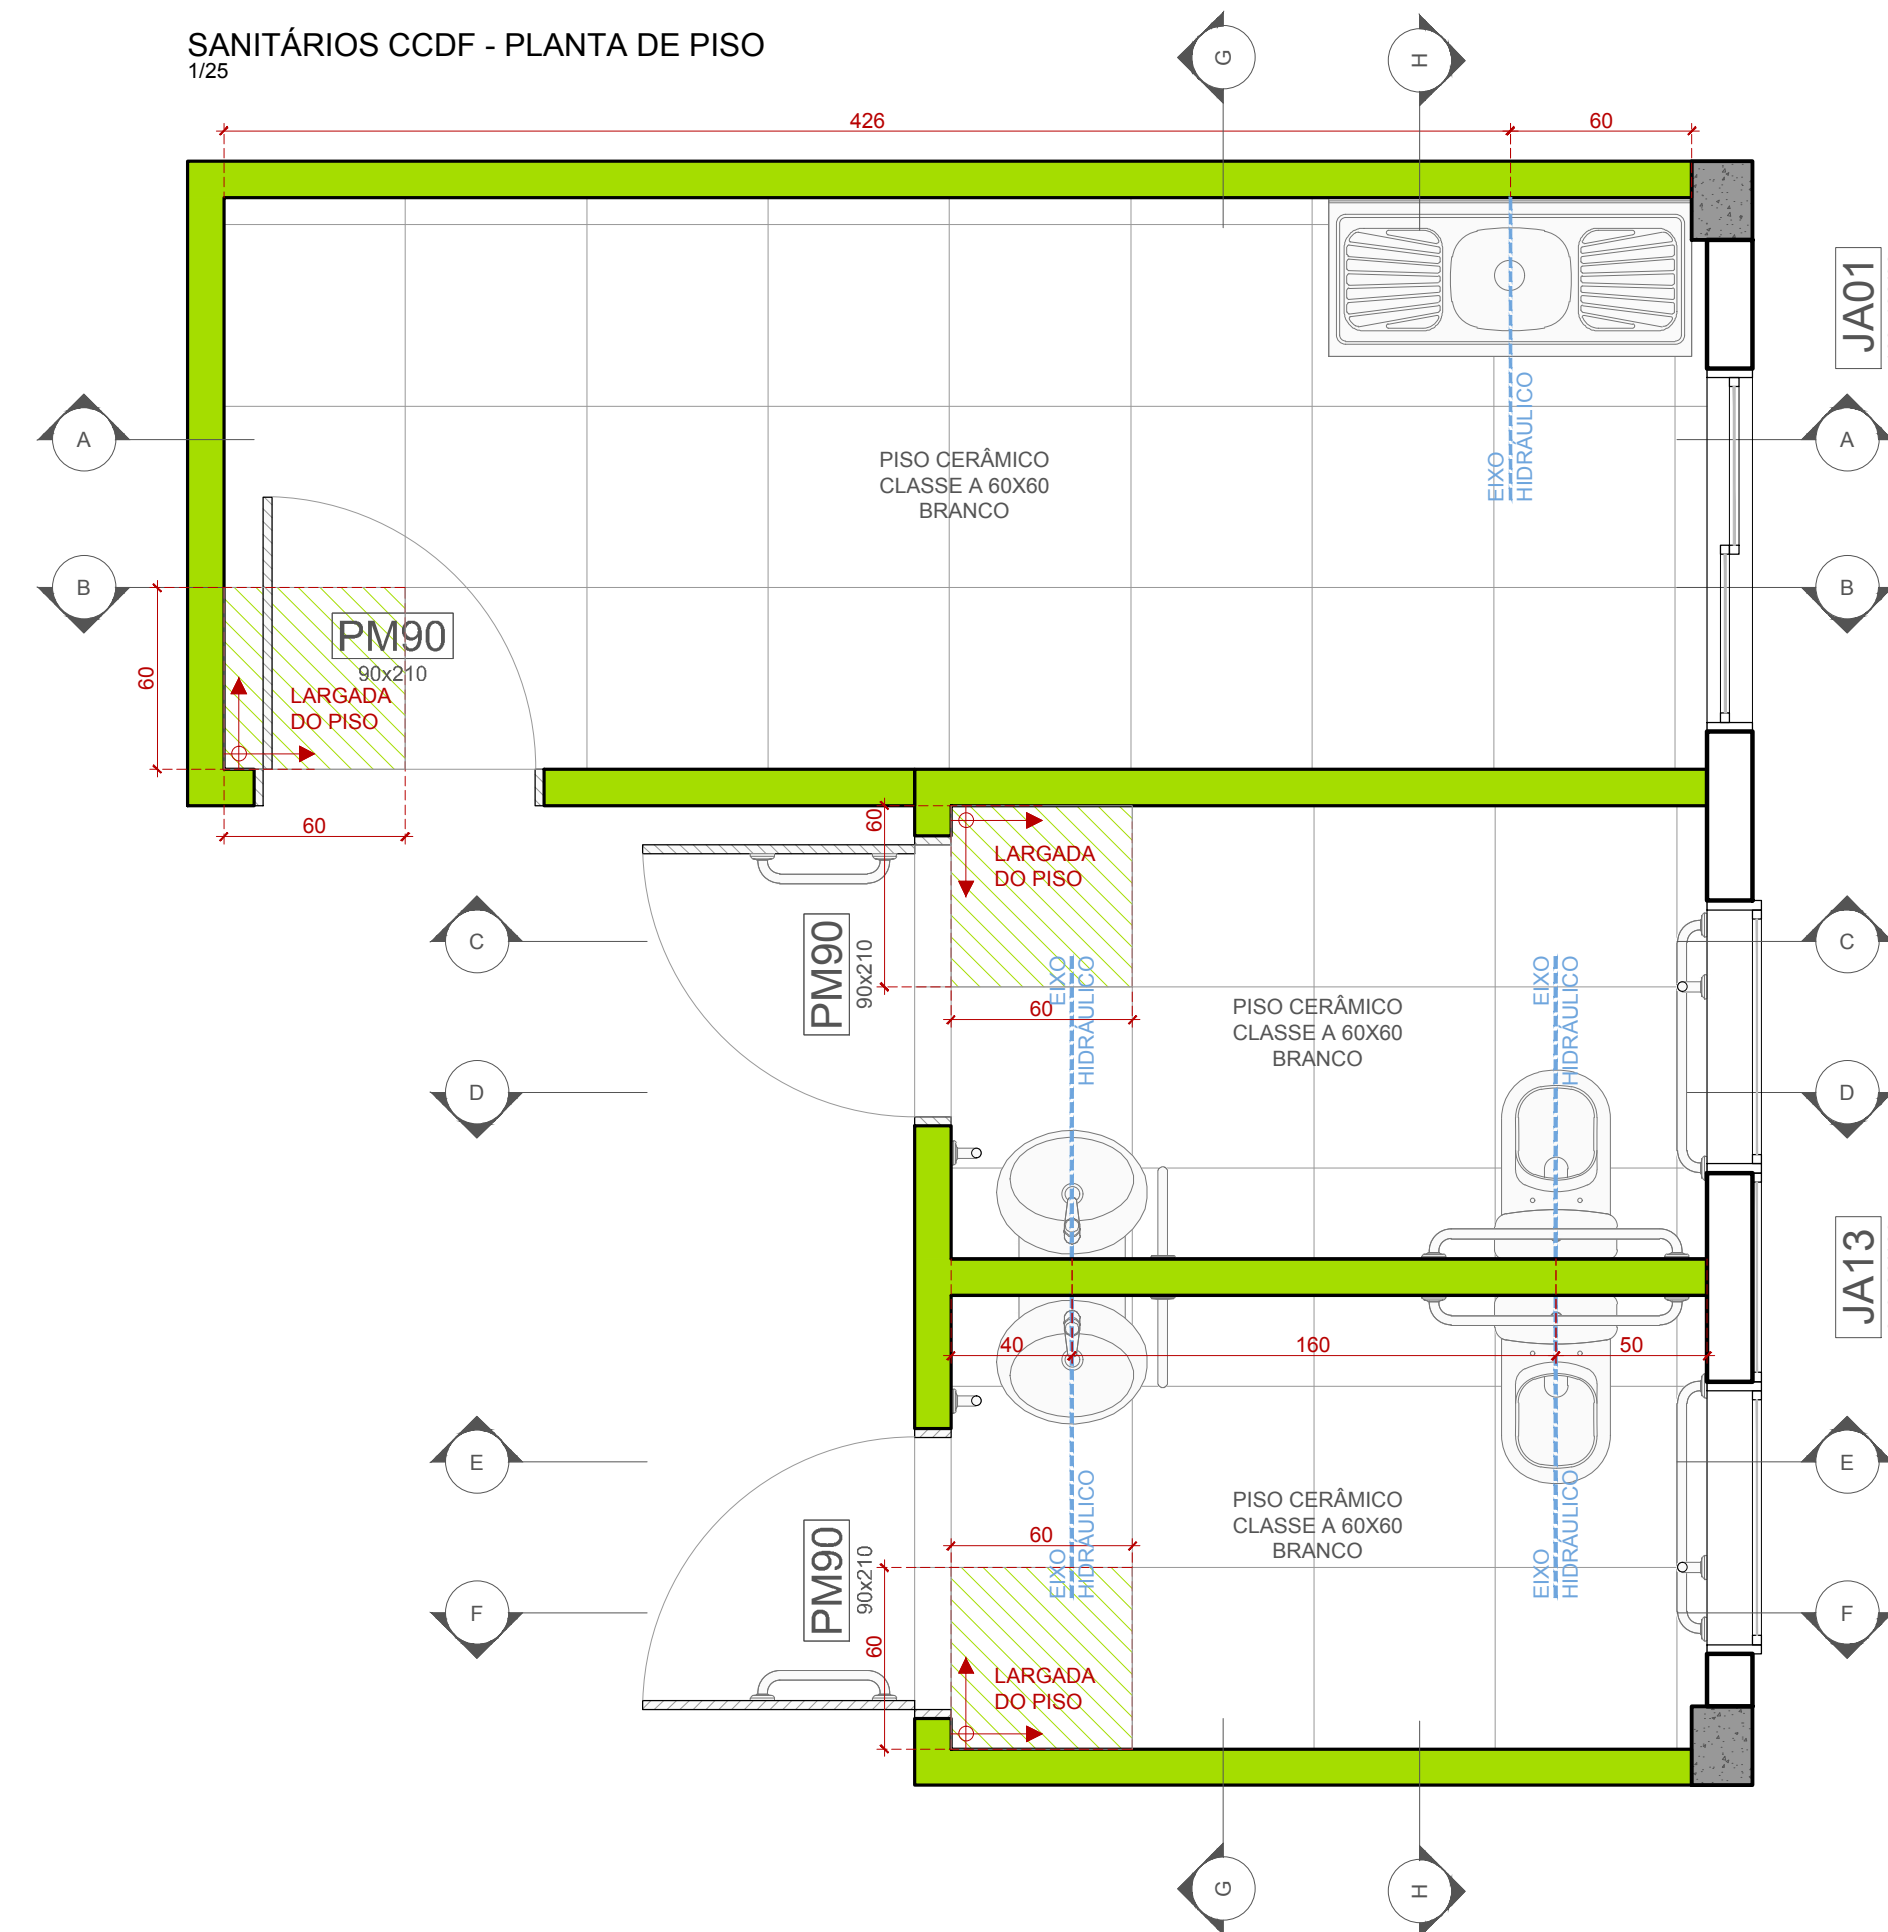 SANITÁRIOS CCDF - PLANTA DE PISO
1/25
G
H
426
60
JA01
EIXO
HIDRÁULICO
A
A
PISO CERÂMICO
CLASSE A 60X60
BRANCO
B
B
60
PM90
90x210
LARGADA
DO PISO
60
60
LARGADA
DO PISO
C
C
PM90
90x210
60
EIXO
HIDRÁULICO
PISO CERÂMICO
CLASSE A 60X60
BRANCO
EIXO
HIDRÁULICO
D
D
JA13
40
160
50
E
E
PISO CERÂMICO
CLASSE A 60X60
BRANCO
60
EIXO
HIDRÁULICO
EIXO
HIDRÁULICO
PM90
90x210
F
F
60
LARGADA
DO PISO
G
H